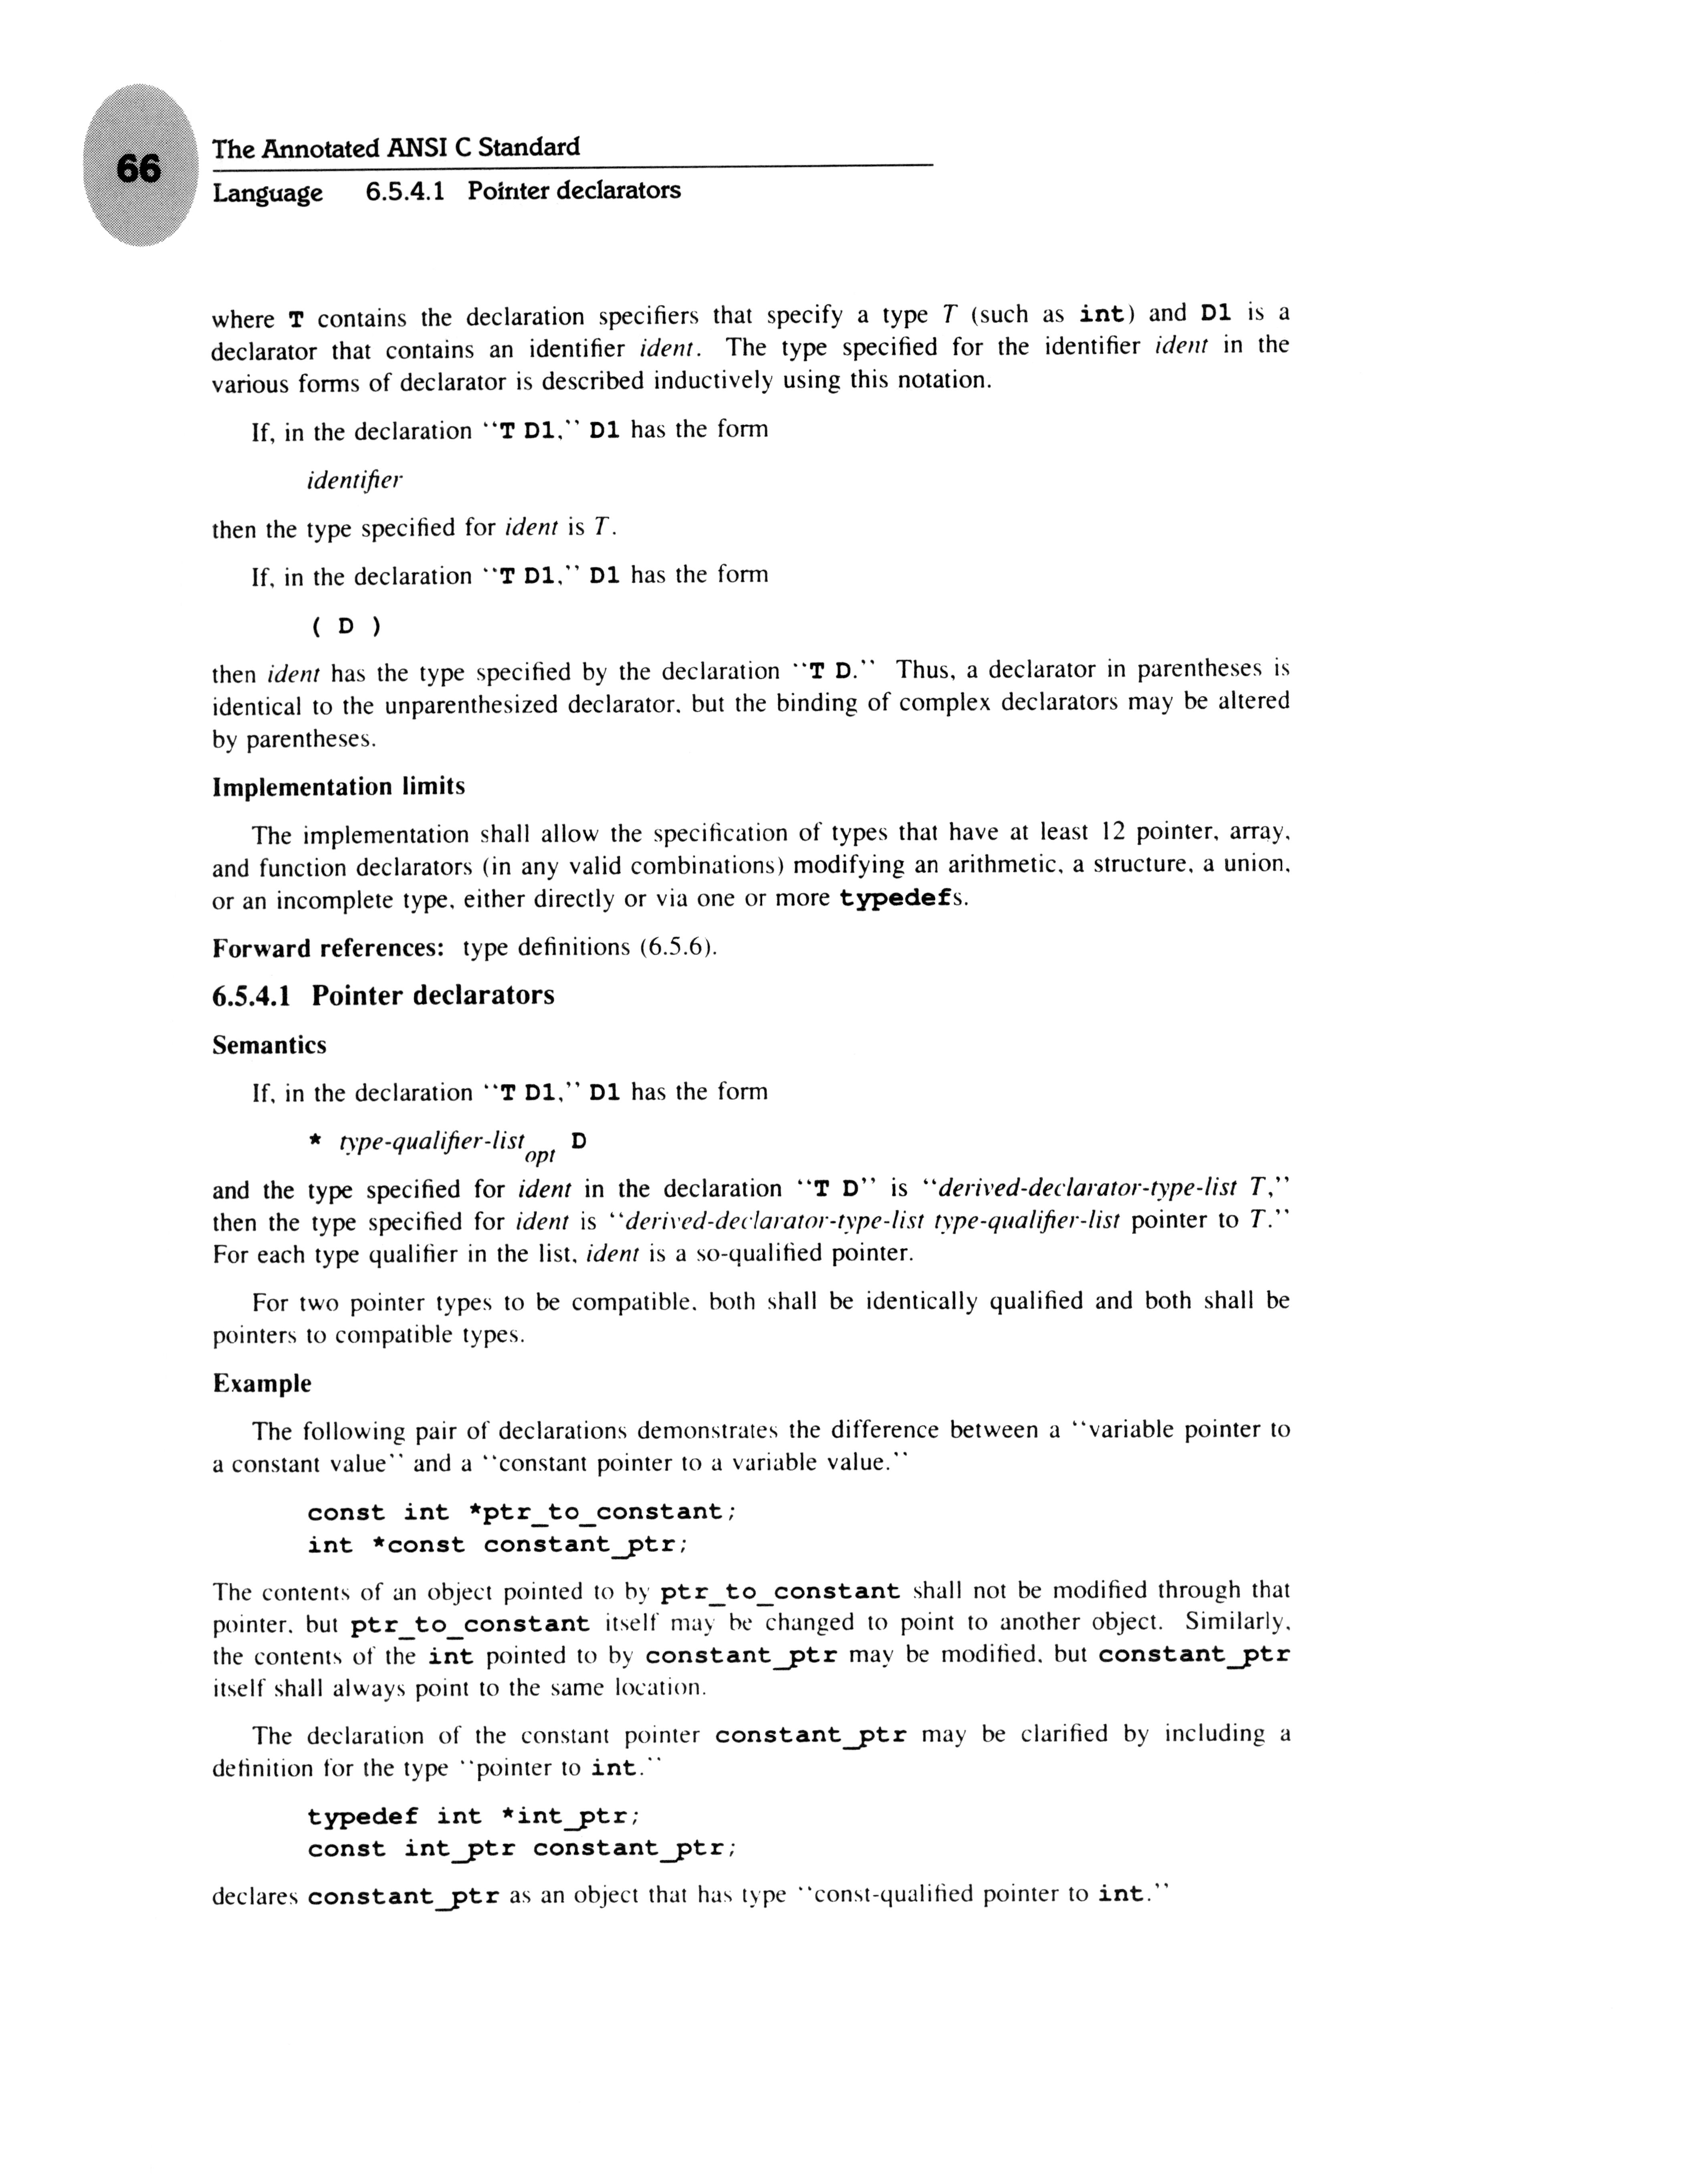 66
The Annotated ANSI C Standard
Language 6.5.4.1 Pointer declarators
where T contains the declaration specifiers that specify a type T (such as int) and D1 is a
declarator that contains an identifier ident. The type specified for the identifier ident in the
various forms of declarator is described inductively using this notation.
If, in the declaration ‘‘T D1,’’ D1 has the form
identifier
then the type specified for ident is T.
If, in the declaration ‘‘T D1,’’ D1 has the form
( D )
then ident has the type specified by the declaration ‘‘T D.’’ Thus, a declarator in parentheses is
identical to the unparenthesized declarator, but the binding of complex declarators may be altered
by parentheses.
Implementation limits
The implementation shall allow the specification of types that have at least 12 pointer, array,
and function declarators (in any valid combinations) modifying an arithmetic, a structure, a union,
or an incomplete type, either directly or via one or more typedefs.
Forward references: type definitions (6.5.6).
6.5.4.1 Pointer declarators
Semantics
If, in the declaration ‘‘T D1,’’ D1 has the form
* type-qualifier-list opt D
and the type specified for ident in the declaration ‘‘T D’’ is ‘‘derived-declarator-type-list T,’’
then the type specified for ident is ‘‘derived-declarator-type-list type-qualifier-list pointer to T.’’
For each type qualifier in the list, ident is a so-qualified pointer.
For two pointer types to be compatible, both shall be identically qualified and both shall be
pointers to compatible types.
Example
The following pair of declarations demonstrates the difference between a ‘‘variable pointer to
a constant value’’ and a ‘‘constant pointer to a variable value.’’
const int *ptr_to_constant;
int *const constant_ptr;
The contents of an object pointed to by ptr_to_constant shall not be modified through that
pointer, but ptr_to_constant itself may be changed to point to another object. Similarly,
the contents of the int pointed to by constant_ptr may be modified, but constant_ptr
itself shall always point to the same location.
The declaration of the constant pointer constant_ptr may be clarified by including a
definition for the type ‘‘pointer to int.’’
typedef int *int_ptr;
const int_ptr constant_ptr;
declares constant_ptr as an object that has type ‘‘const-qualified pointer to int.’’